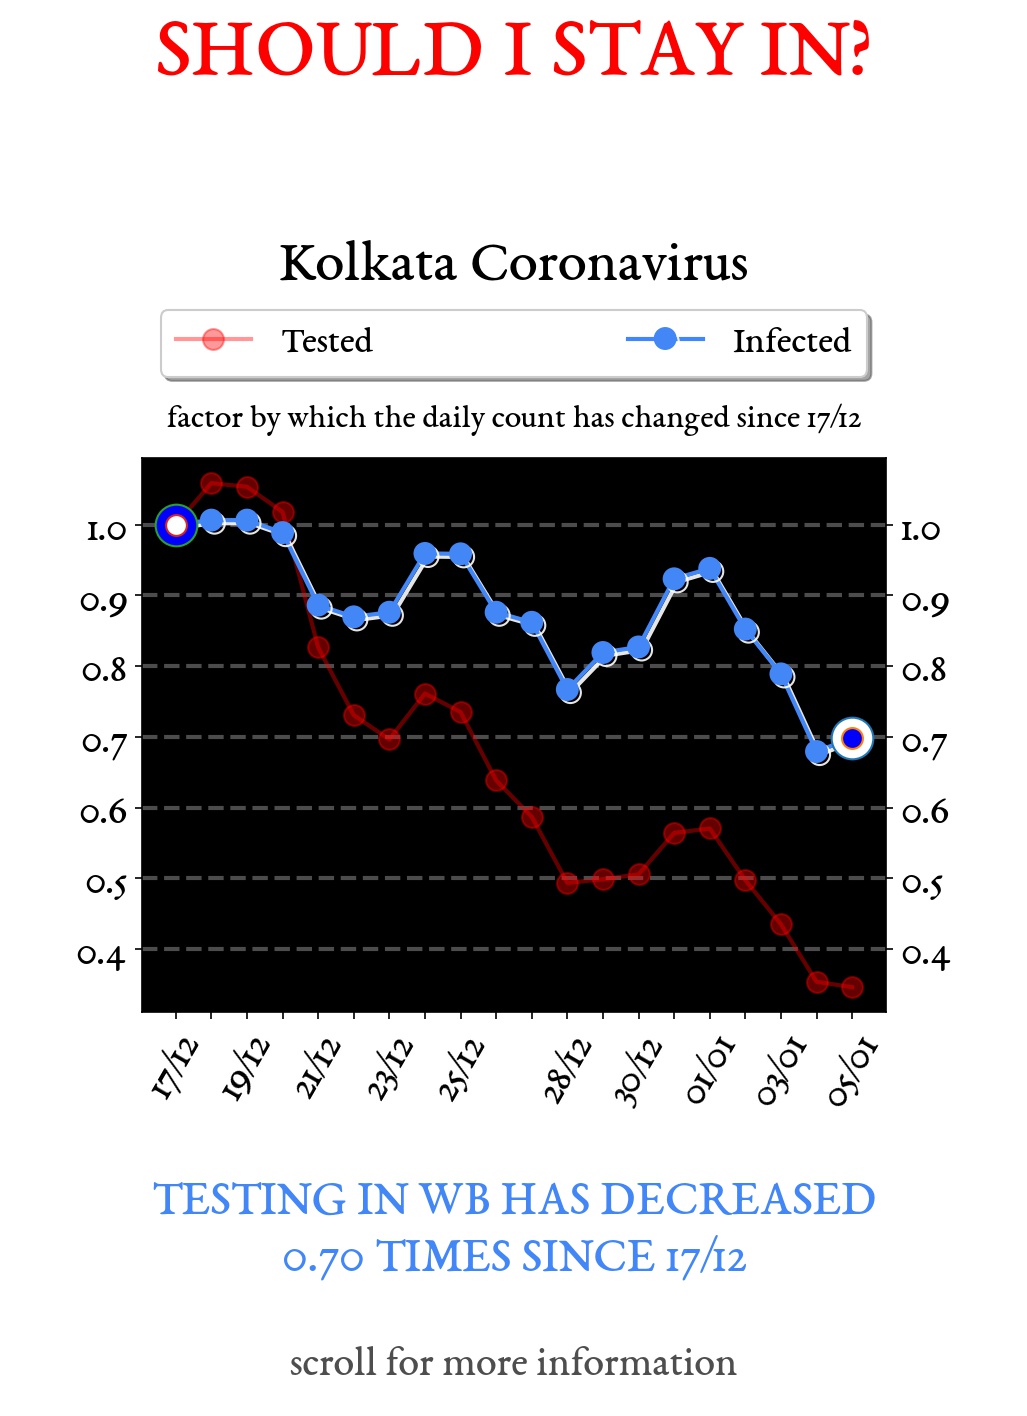 SHOULD I STAY IN?
Kolkata Coronavirus
Tested Infected
factor by which the daily count has changed since 17/12
1.0 1.0
0.9 0.9
0.8 0.8
0.7 0.7
0.6 0.6
0.5 0.5
0.4 0.4
17/12 19/12 21/12 23/12 25/12 28/12 30/12 01/01 03/01 05/01
TESTING IN WB HAS DECREASED
0.70 TIMES SINCE 17/12
scroll for more information